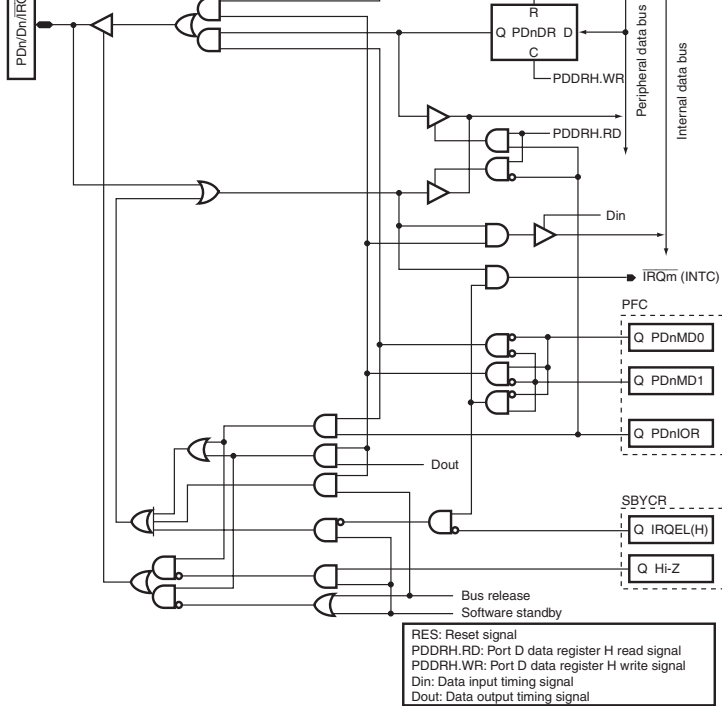 PDn/Dn/IRQ
R
Q PDnDR D
C
PDDRH.WR
Peripheral data bus
Internal data bus
PDDRH.RD
Din
IRQm (INTC)
PFC
Q PDnMD0
Q PDnMD1
Q PDnIOR
Dout
SBYCR
Q IRQEL(H)
Q Hi-Z
Bus release
Software standby
RES: Reset signal
PDDRH.RD: Port D data register H read signal
PDDRH.WR: Port D data register H write signal
Din: Data input timing signal
Dout: Data output timing signal